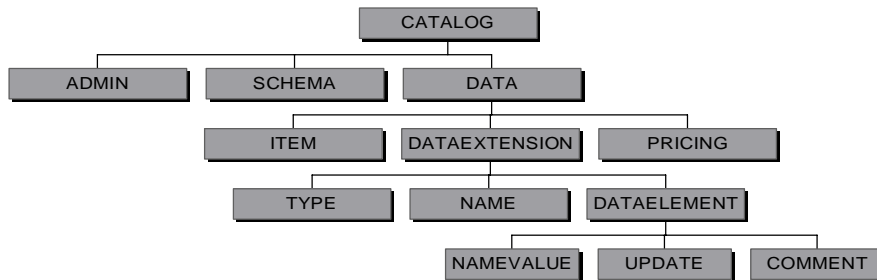 CATALOG
ADMIN SCHEMA DATA
ITEM DATAEXTENSION PRICING
TYPE NAME DATAELEMENT
NAMEVALUE UPDATE COMMENT